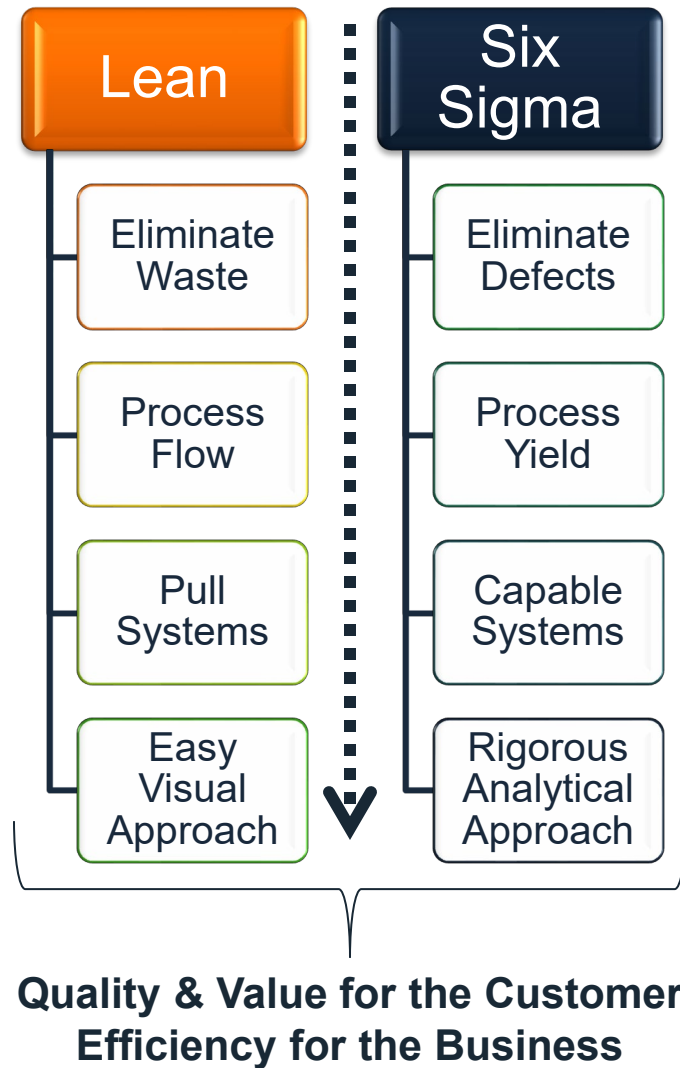 Lean
Eliminate
Waste
Process
Flow
Pull
Systems
Easy
Visual
Approach
Six
Sigma
Eliminate
Defects
Process
Yield
Capable
Systems
Rigorous
Analytical
Approach
Quality & Value for the Customer
Efficiency for the Business